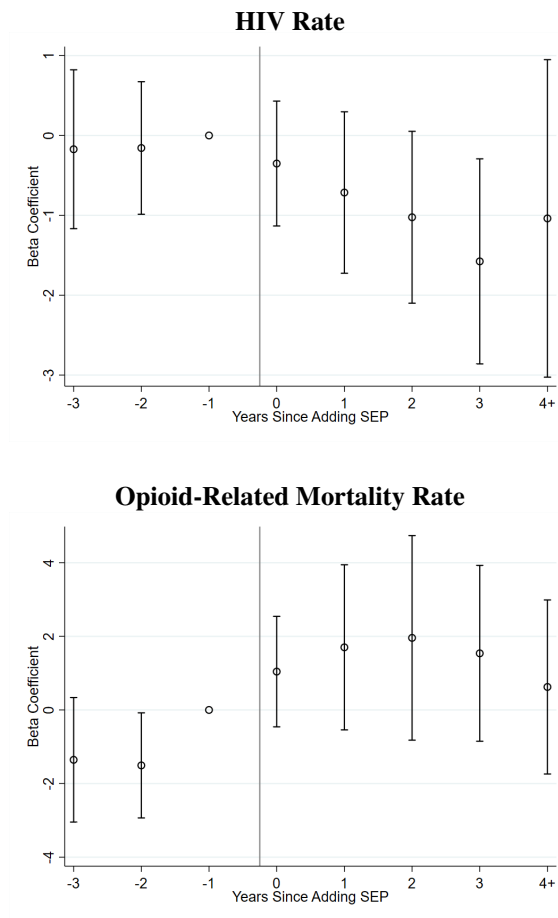 HIV Rate
1
0
-1
-2
-3
Beta Coefficient
-3 -2 -1 0 1 2 3 4+
Years Since Adding SEP
Opioid-Related Mortality Rate
4
2
0
-2
-4
Beta Coefficient
-3 -2 -1 0 1 2 3 4+
Years Since Adding SEP